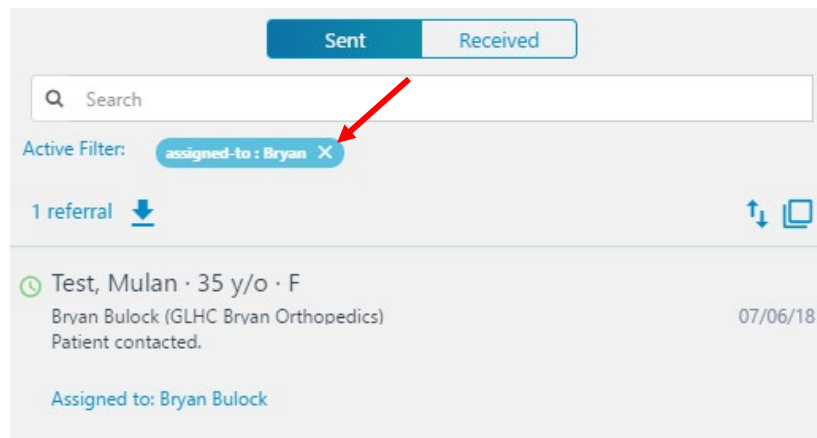 Sent Received
Search
Active Filter: assigned-to : Bryan X
1 referral
Test, Mulan · 35 y/o · F
Bryan Bulock (GLHC Bryan Orthopedics) 07/06/18
Patient contacted.
Assigned to: Bryan Bulock